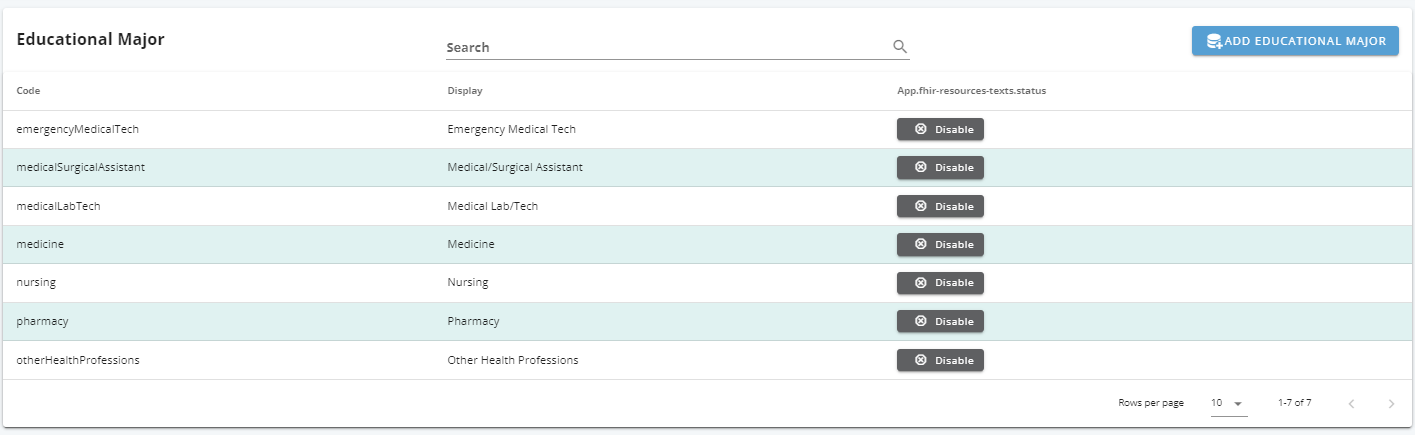 Educational Major
Search
ADD EDUCATIONAL MAJOR
Code Display App.fhir-resources-texts.status
emergencyMedicalTech Emergency Medical Tech Disable
medicalSurgicalAssistant Medical/Surgical Assistant Disable
medicalLabTech Medical Lab/Tech Disable
medicine Medicine Disable
nursing Nursing Disable
pharmacy Pharmacy Disable
otherHealthProfessions Other Health Professions Disable
Rows per page 10 1-7 of 7